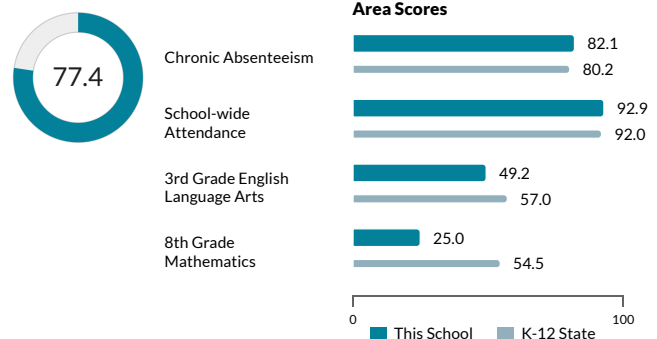 Area Scores
77.4
Chronic Absenteeism
82.1
80.2
School-wide
Attendance
92.9
92.0
3rd Grade English
Language Arts
49.2
57.0
8th Grade
Mathematics
25.0
54.5
0 100
This School K-12 State